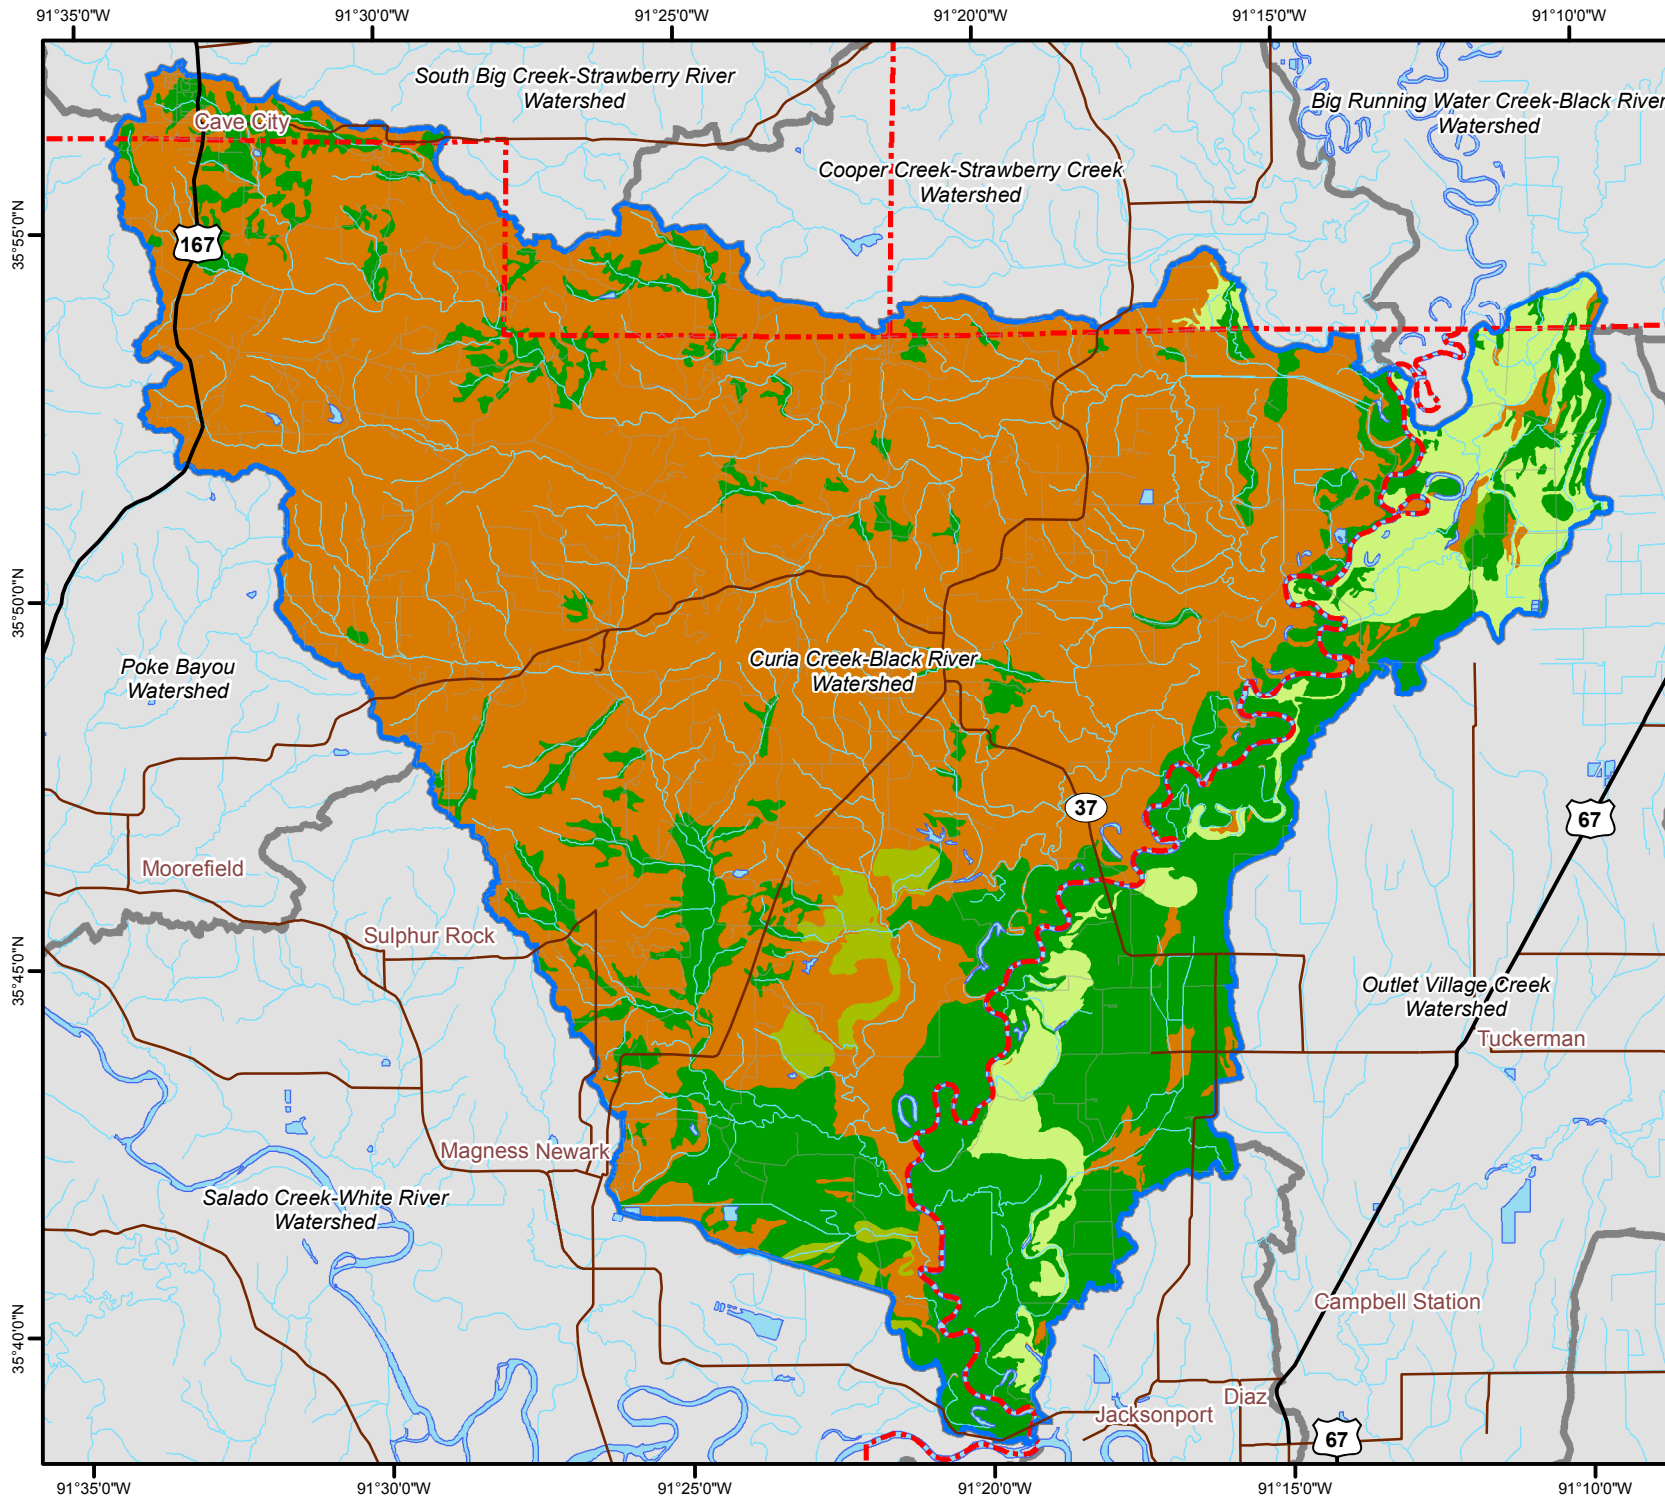 91°35'0"W
91°30'0"W
91°25'0"W
91°20'0"W
91°15'0"W
91°10'0"W
South Big Creek-Strawberry River
Watershed
Big Running Water Creek-Black River
Watershed
Cave City
Cooper Creek-Strawberry Creek
Watershed
35°55'0"N
167
35°50'0"N
Poke Bayou
Watershed
Curia Creek-Black River
Watershed
37
67
Moorefield
Sulphur Rock
35°45'0"N
Outlet Village Creek
Watershed
Tuckerman
Magness
Newark
Salado Creek-White River
Watershed
Campbell Station
35°40'0"N
Diaz
Jacksonport
67
91°35'0"W
91°30'0"W
91°25'0"W
91°20'0"W
91°15'0"W
91°10'0"W